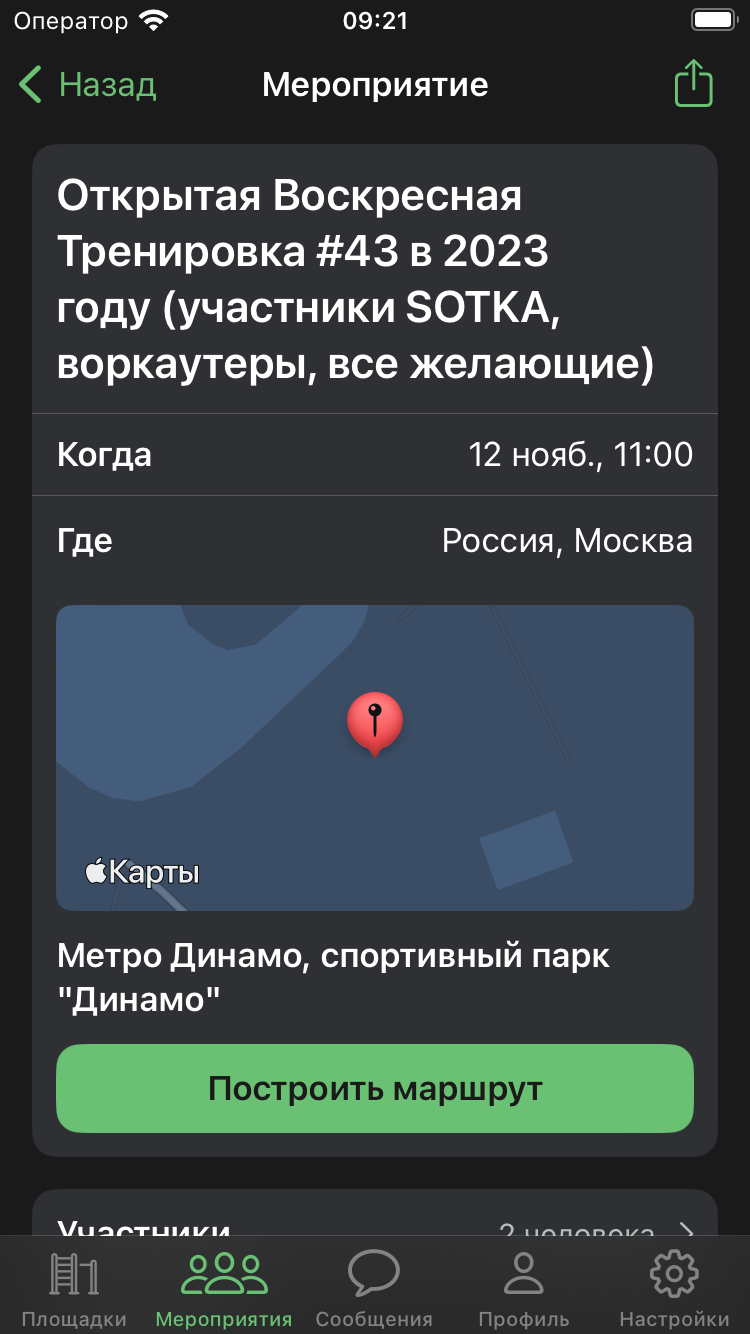 Оператор 09:21
Назад Мероприятие
Открытая Воскресная
Тренировка #43 в 2023
году (участники SOTKA,
воркаутеры, все желающие)
Когда 12 нояб., 11:00
Где Россия, Москва
Карты
Метро Динамо, спортивный парк
"Динамо"
Построить маршрут
Участники 2 человека
Площадки Мероприятия Сообщения Профиль Настройки